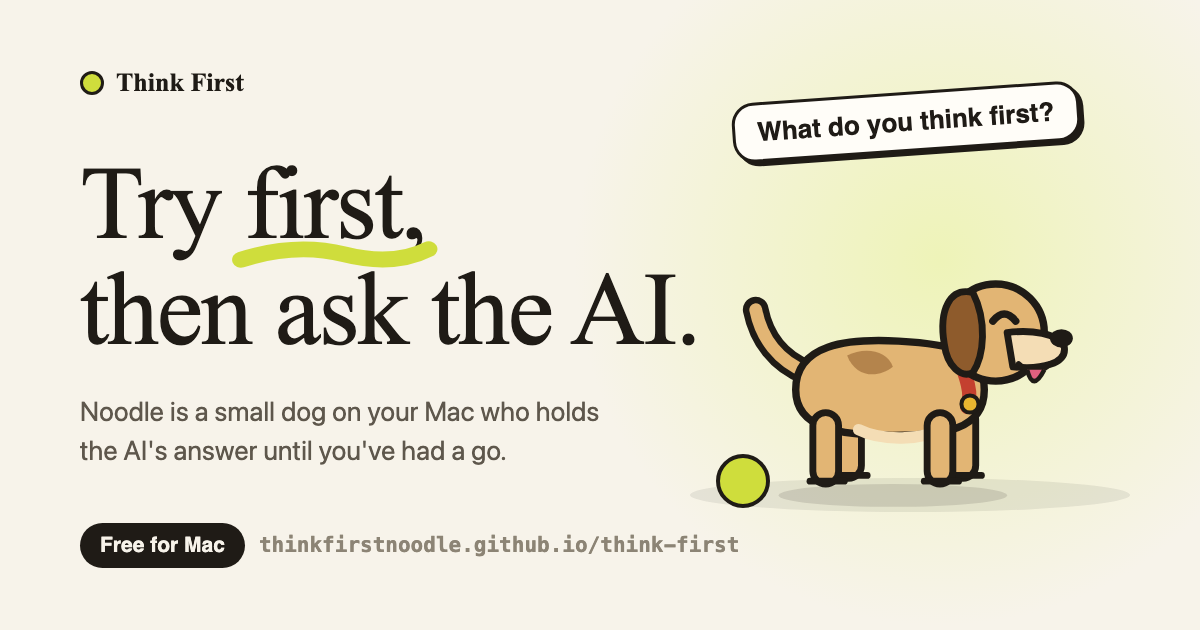 Think First
What do you think first?
Try first,
then ask the AI.
Noodle is a small dog on your Mac who holds
the AI's answer until you've had a go.
Free for Mac
thinkfirstnoodle.github.io/think-first